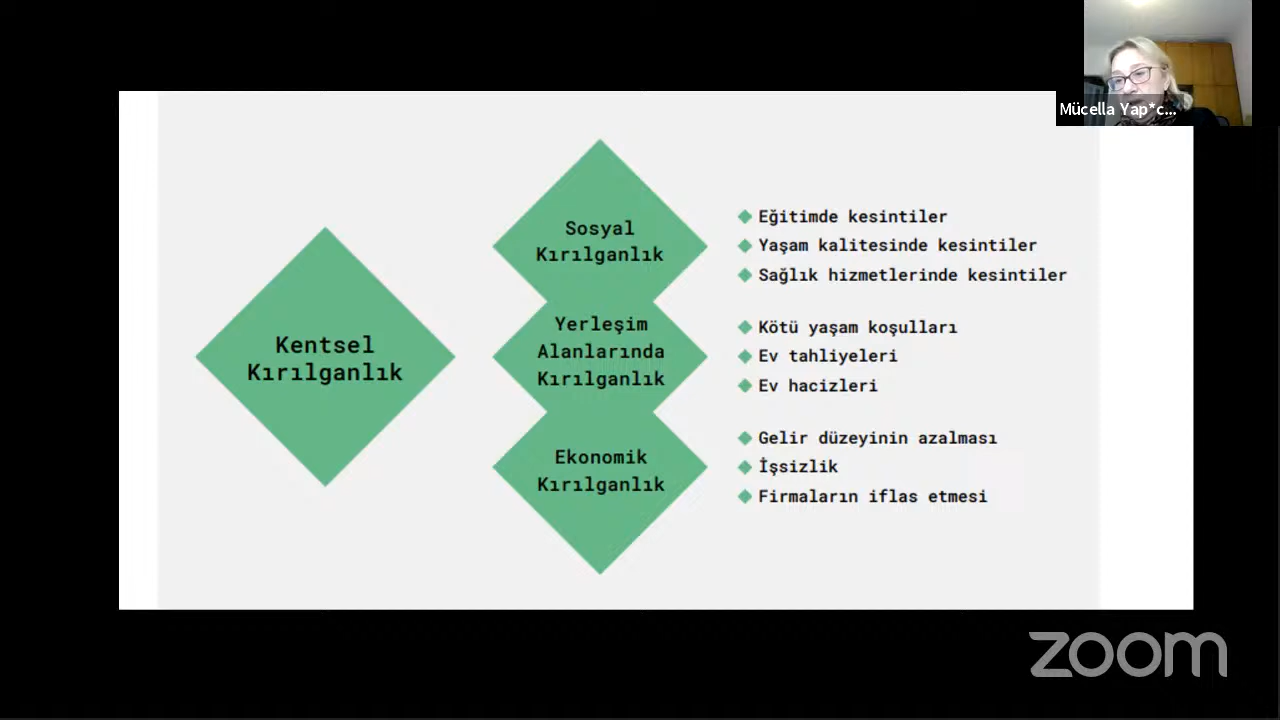 Mücella Yap*c...
Kentsel
Kırılganlık
Sosyal
Kırılganlık
Eğitimde kesintiler
Yaşam kalitesinde kesintiler
Sağlık hizmetlerinde kesintiler
Yerleşim
Alanlarında
Kırılganlık
Kötü yaşam koşulları
Ev tahliyeleri
Ev hacizleri
Ekonomik
Kırılganlık
Gelir düzeyinin azalması
İşsizlik
Firmaların iflas etmesi
zoom